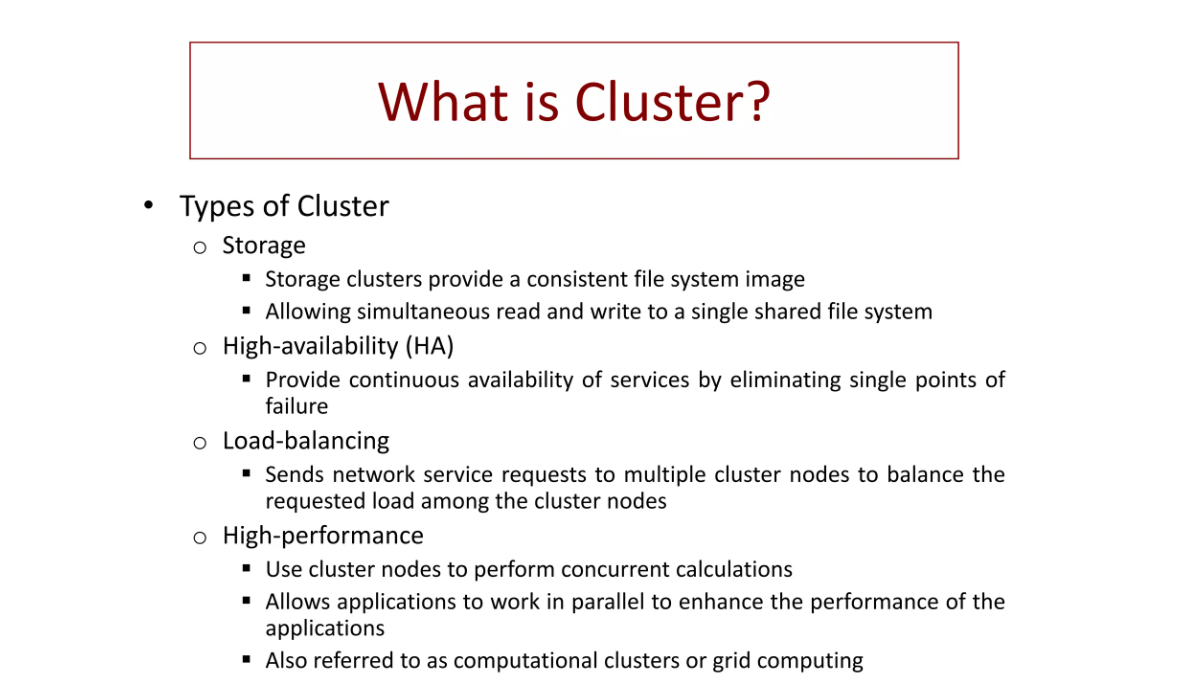 What is Cluster?
• Types of Cluster
o Storage
▪ Storage clusters provide a consistent file system image
▪ Allowing simultaneous read and write to a single shared file system
o High-availability (HA)
▪ Provide continuous availability of services by eliminating single points of
failure
o Load-balancing
▪ Sends network service requests to multiple cluster nodes to balance the
requested load among the cluster nodes
o High-performance
▪ Use cluster nodes to perform concurrent calculations
▪ Allows applications to work in parallel to enhance the performance of the
applications
▪ Also referred to as computational clusters or grid computing